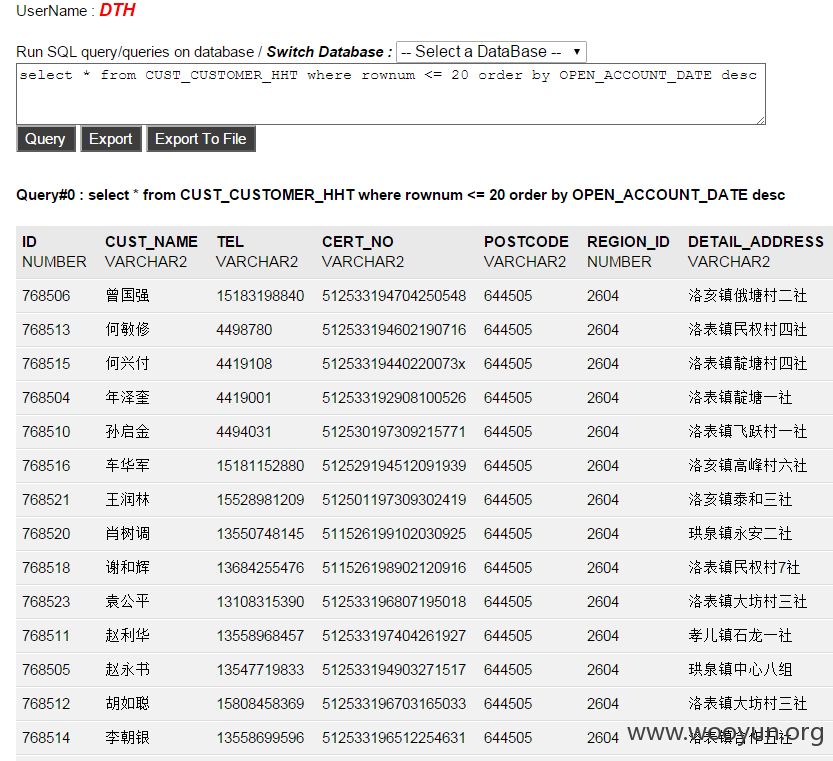 UserName : DTH
Run SQL query/queries on database / Switch Database : -- Select a DataBase --
select * from CUST_CUSTOMER_HHT where rownum <= 20 order by OPEN_ACCOUNT_DATE desc
Query Export Export To File
Query#0 : select * from CUST_CUSTOMER_HHT where rownum <= 20 order by OPEN_ACCOUNT_DATE desc
ID CUST_NAME TEL CERT_NO POSTCODE REGION_ID DETAIL_ADDRESS
NUMBER VARCHAR2 VARCHAR2 VARCHAR2 VARCHAR2 NUMBER VARCHAR2
768506 曾国强 15183198840 512533194704250548 644505 2604 洛亥镇俄塘村二社
768513 何敏修 4498780 512533194602190716 644505 2604 洛表镇民权村四社
768515 何兴付 4419108 51253319440220073x 644505 2604 洛表镇靛塘村四社
768504 年泽奎 4419001 512533192908100526 644505 2604 洛表镇靛塘一社
768510 孙启金 4494031 512530197309215771 644505 2604 洛表镇飞跃村一社
768516 车华军 15181152880 512529194512091939 644505 2604 洛亥镇高峰村六社
768521 王润林 15528981209 512501197309302419 644505 2604 洛亥镇泰和三社
768520 肖树调 13550748145 511526199102030925 644505 2604 珙泉镇永安二社
768518 谢和辉 13684255476 511526198902120916 644505 2604 洛表镇民权村7社
768523 袁公平 13108315390 512533196807195018 644505 2604 洛表镇大坊村三社
768511 赵利华 13558968457 512533197404261927 644505 2604 孝儿镇石龙一社
768505 赵永书 13547719833 512533194903271517 644505 2604 珙泉镇中心八组
768512 胡如聪 15808458369 512533196703165033 644505 2604 洛表镇大坊村三社
768514 李朝银 13558699596 512533196512254631 644505 2604 洛表镇合作五社
www.wooyun.org